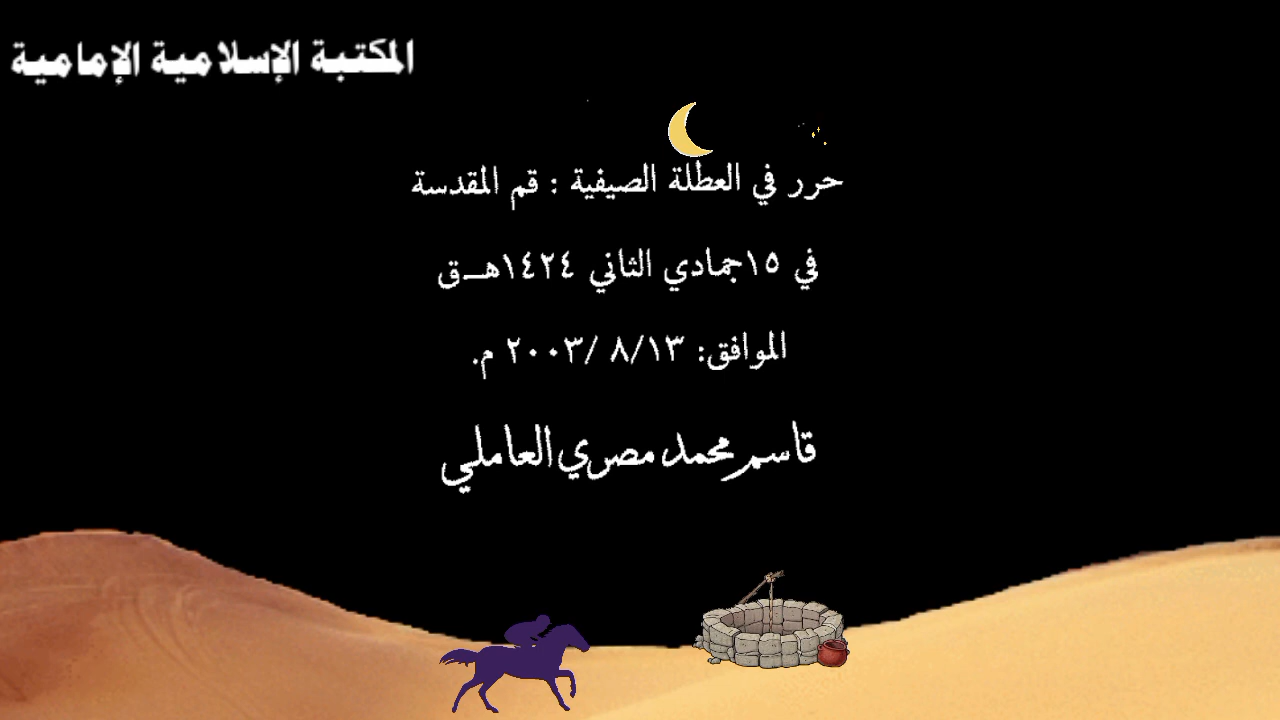 المكتبة الإسلامية الإمامية
حرر في العطلة الصيفية : قم المقدسة
في ١٥جمادي الثاني ١٤٢٤هـق
الموافق: ٨/١٣ /٢٠٠٣ م.
قاسم محمد مصري العاملي